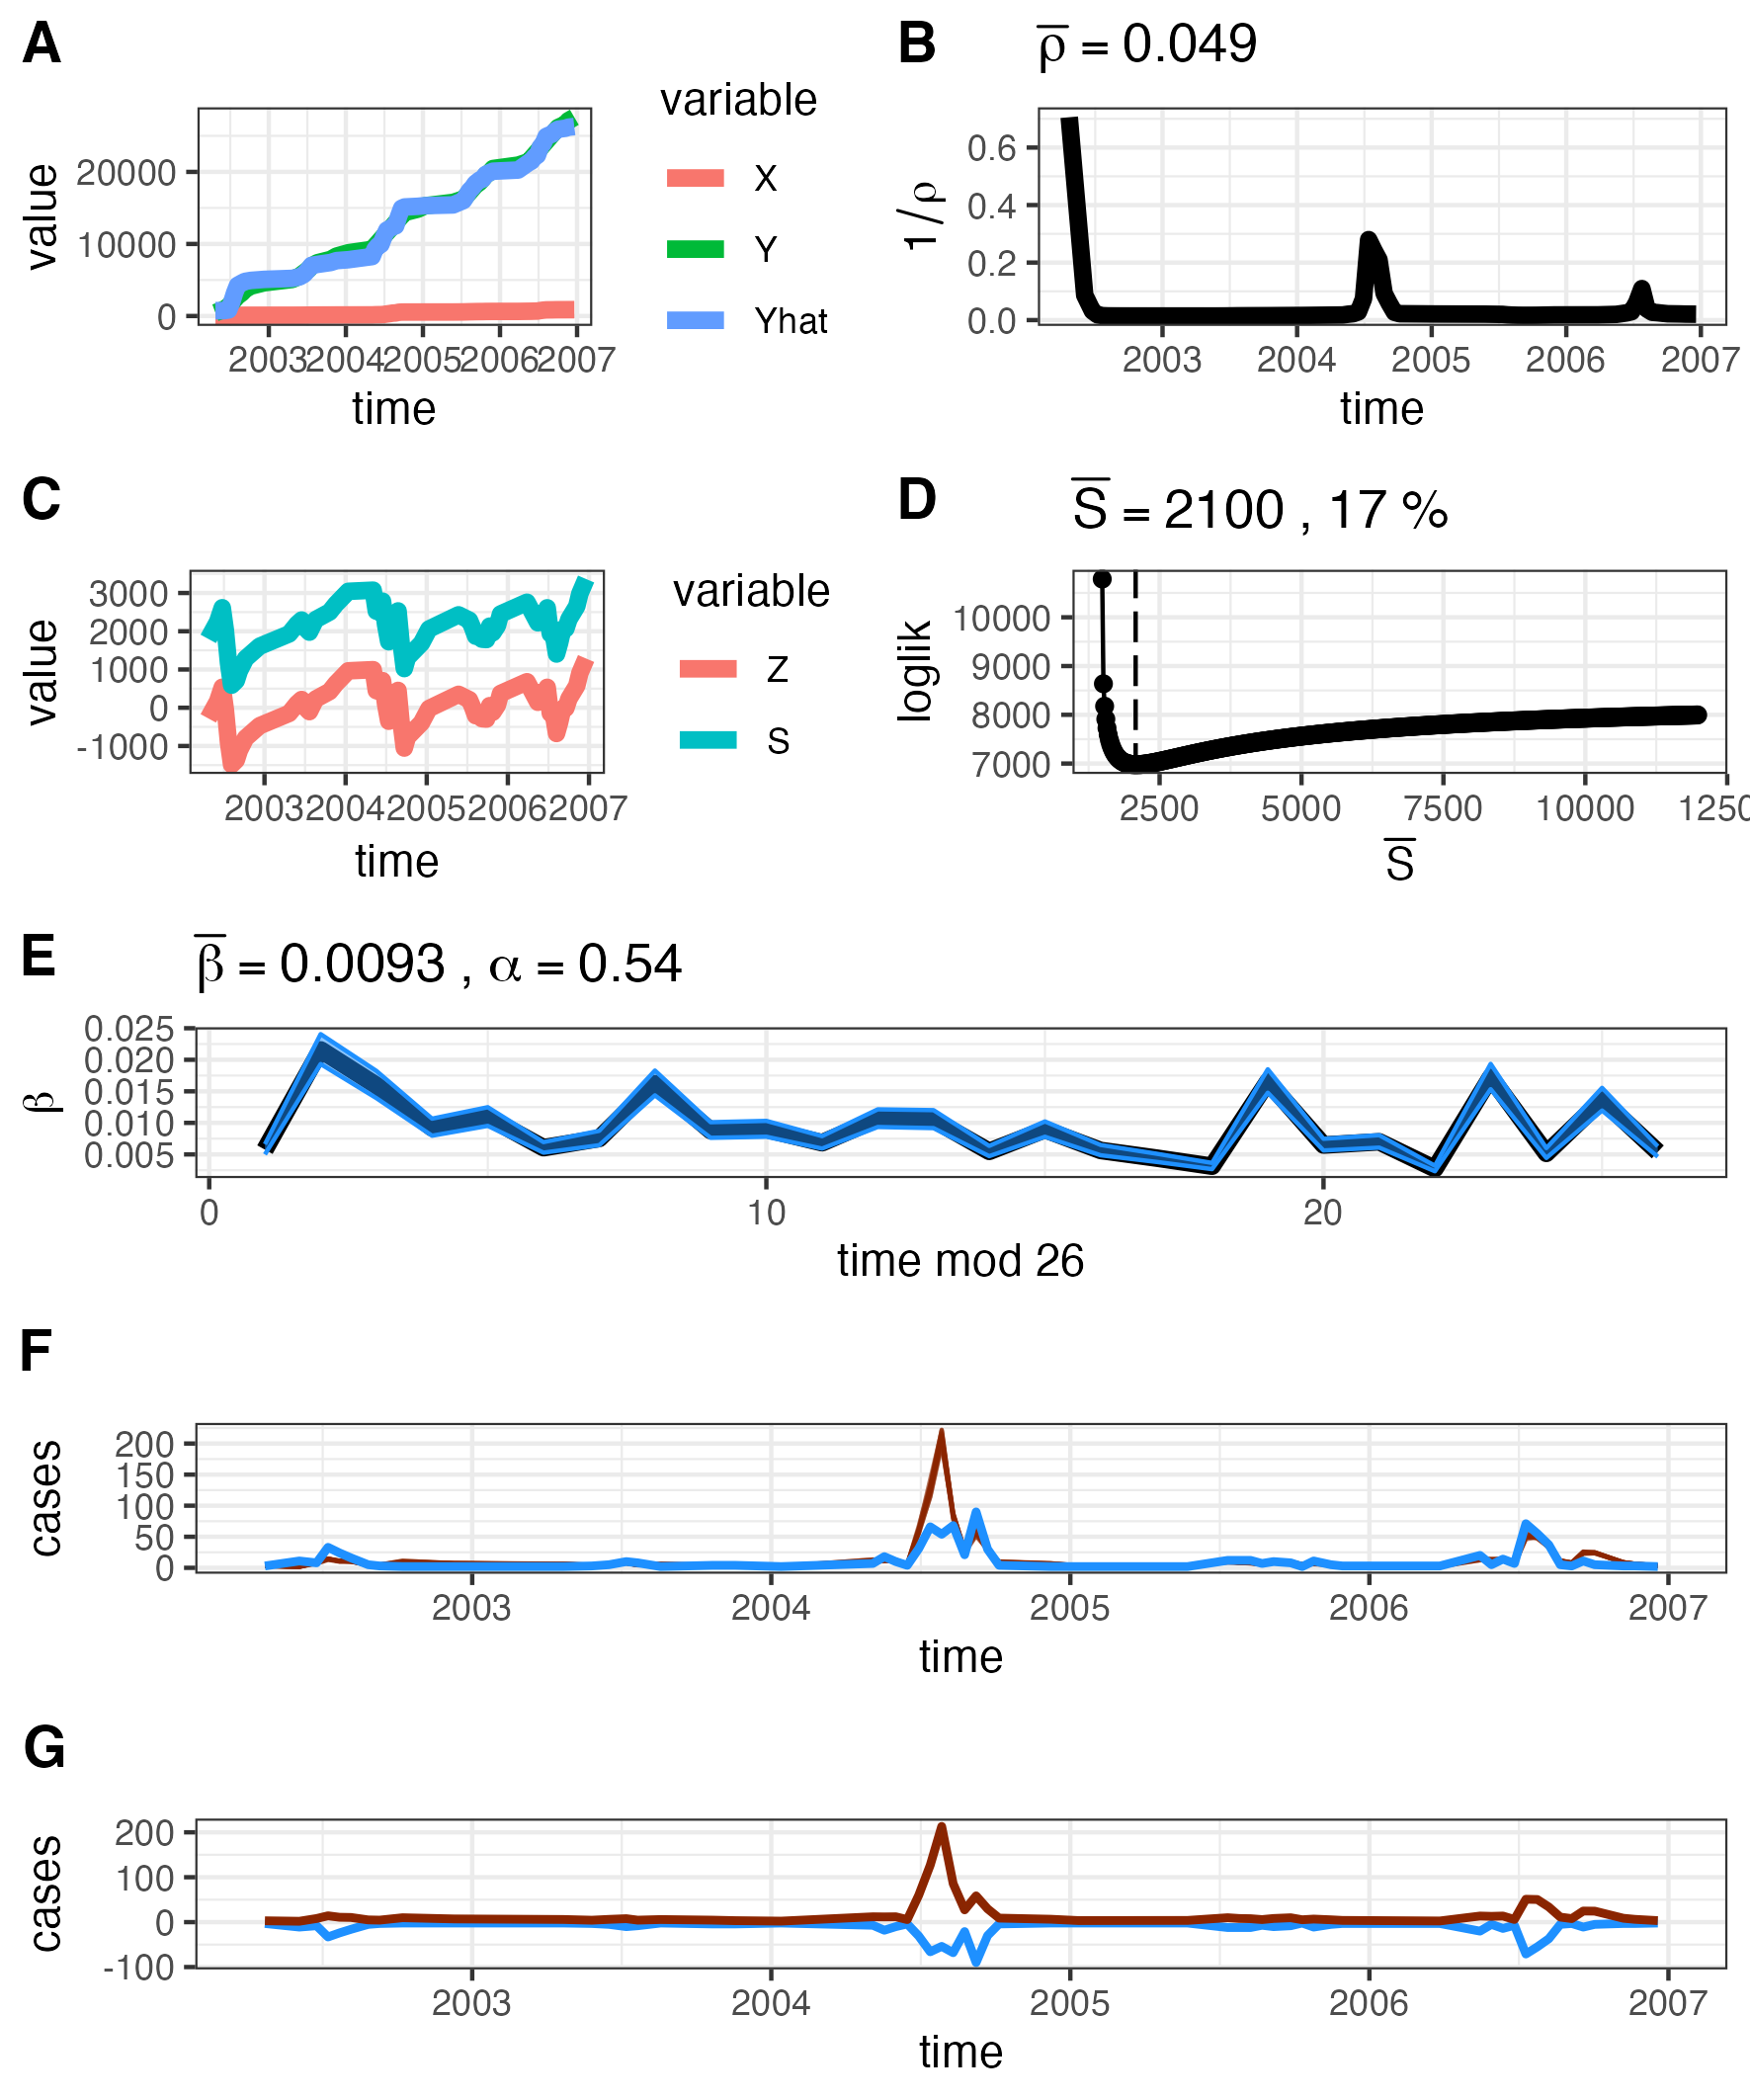 A
variable
X
Y
Yhat
value
20000
10000
0
2003 2004 2005 2006 2007
time
B
ρ̅ = 0.049
1/ρ
0.6
0.4
0.2
0.0
2003 2004 2005 2006 2007
time
C
variable
Z
S
value
3000
2000
1000
0
-1000
2003 2004 2005 2006 2007
time
D
S̅ = 2100 , 17 %
loglik
10000
9000
8000
7000
2500 5000 7500 10000 1250
S̅
E
β̅ = 0.0093 , α = 0.54
β
0.025
0.020
0.015
0.010
0.005
0 10 20
time mod 26
F
cases
200
150
100
50
0
2003 2004 2005 2006 2007
time
G
cases
200
100
0
-100
2003 2004 2005 2006 2007
time